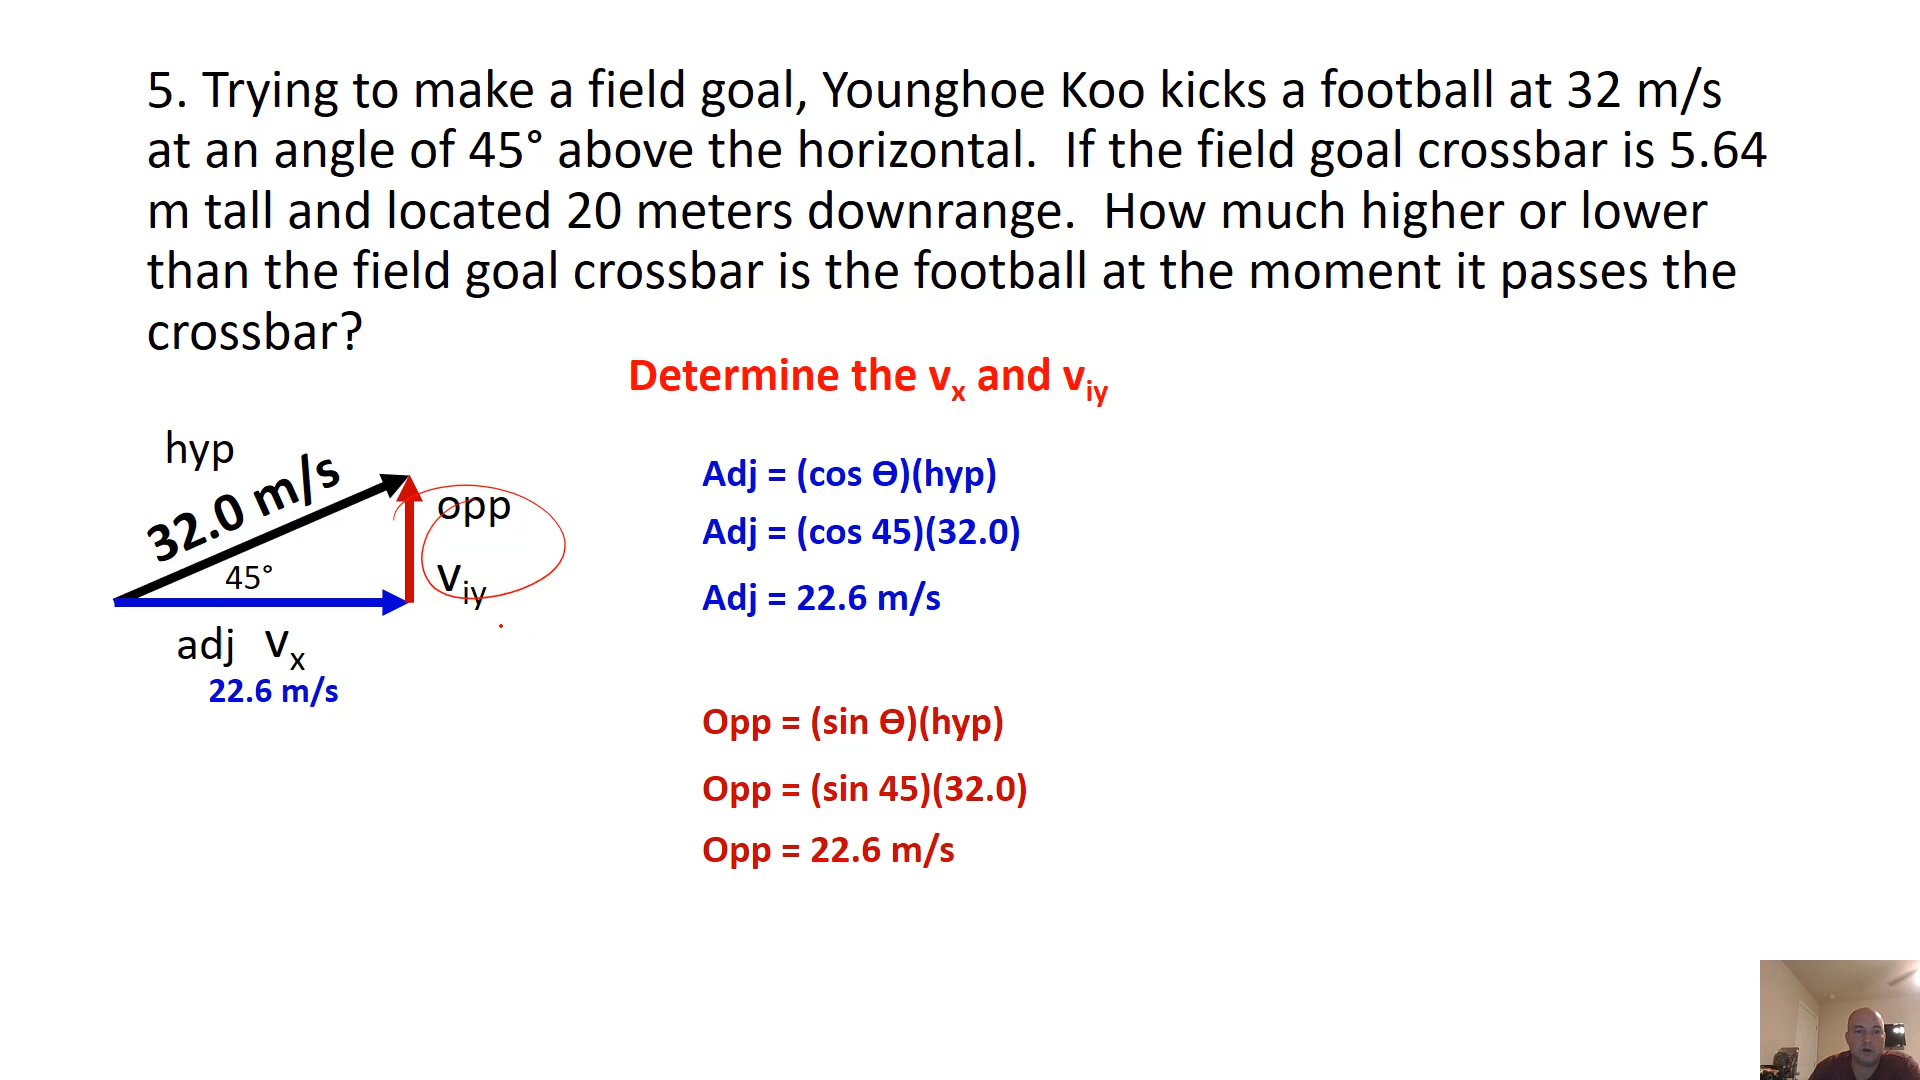 5. Trying to make a field goal, Younghoe Koo kicks a football at 32 m/s
at an angle of 45° above the horizontal. If the field goal crossbar is 5.64
m tall and located 20 meters downrange. How much higher or lower
than the field goal crossbar is the football at the moment it passes the
crossbar?
Determine the vx and viy
hyp
32.0 m/s
45°
opp
viy
adj vx
22.6 m/s
Adj = (cos Ɵ)(hyp)
Adj = (cos 45)(32.0)
Adj = 22.6 m/s
Opp = (sin Ɵ)(hyp)
Opp = (sin 45)(32.0)
Opp = 22.6 m/s